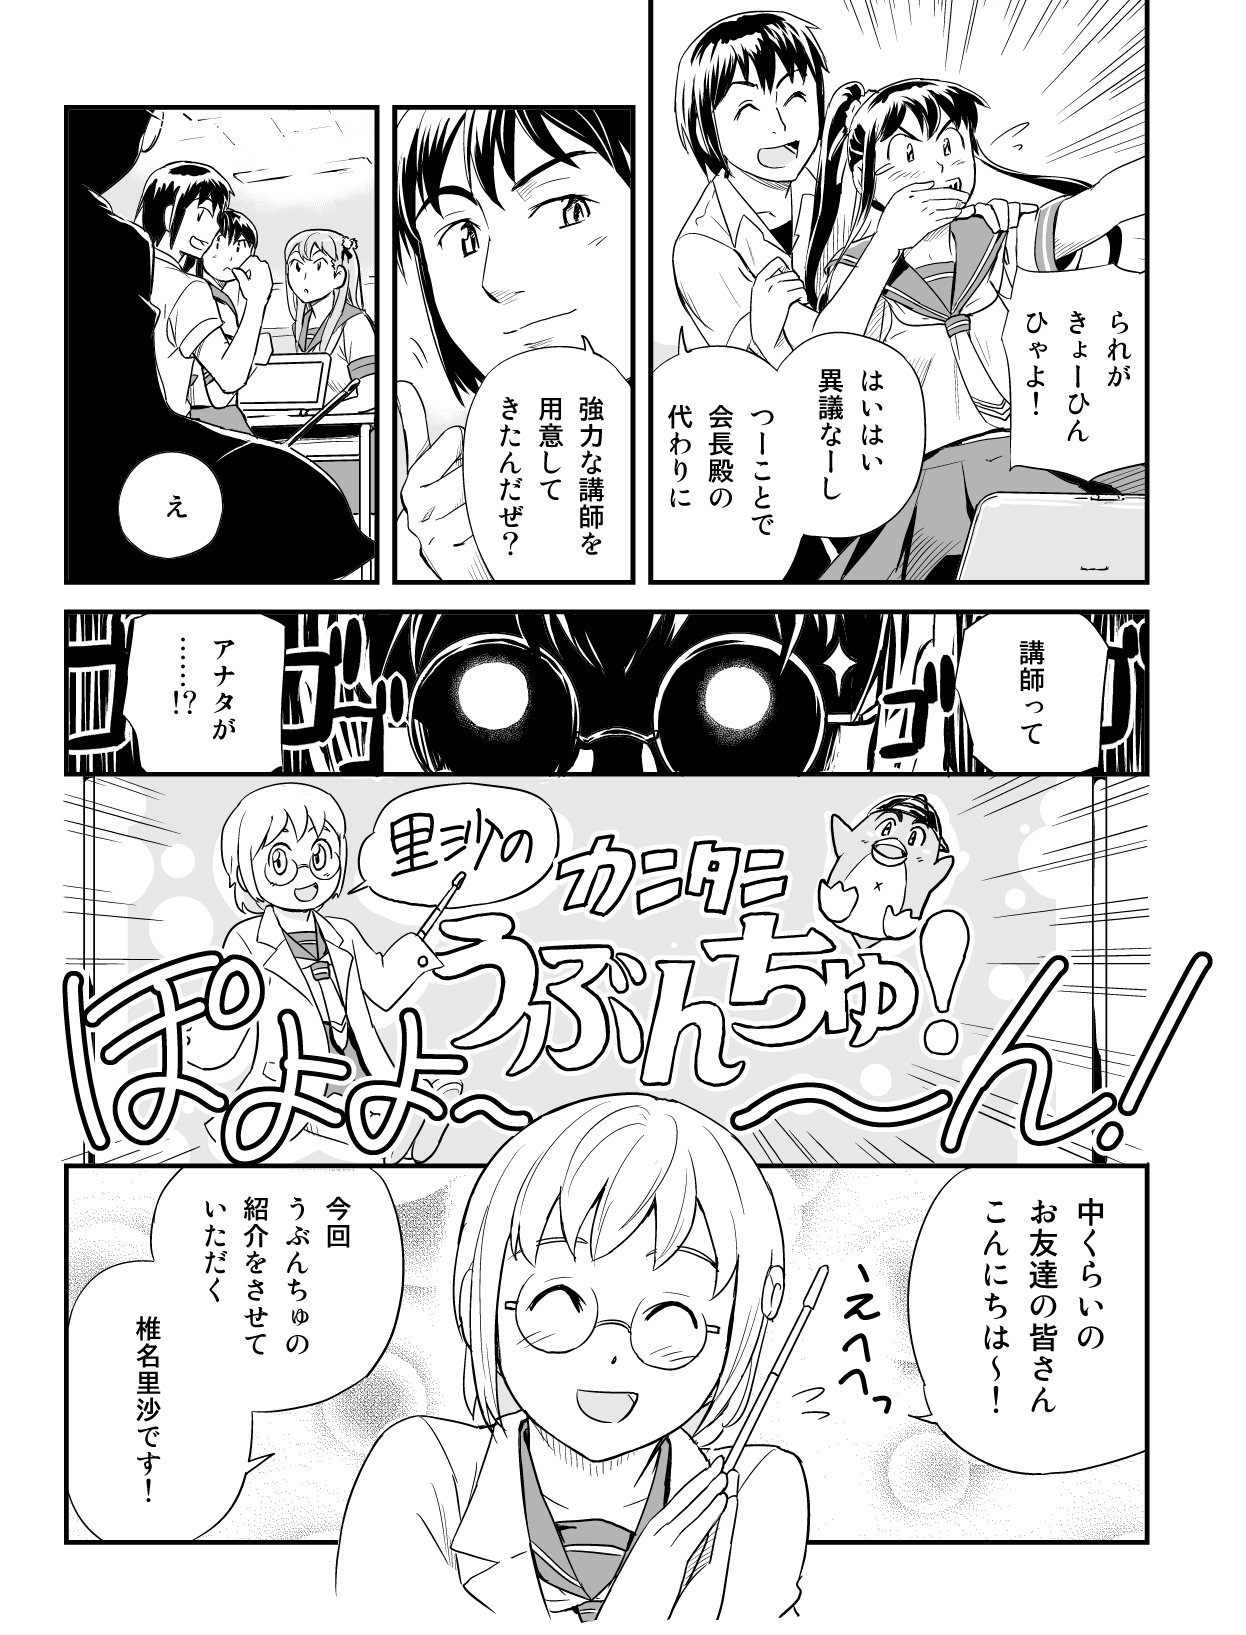 られが
きょーひん
ひゃよ！
はいはい
異議なーし
つーことで
会長殿の
代わりに
強力な講師を
用意して
きたんだぜ？
え
講師って
ゴゴゴゴ
アナタが
……!?
里沙の
カンタン
うぶんちゅ！
ぽよよ～～ん！
中くらいの
お友達の皆さん
こんにちは～！
えへへっ
今回
うぶんちゅの
紹介をさせて
いただく
椎名里沙です！